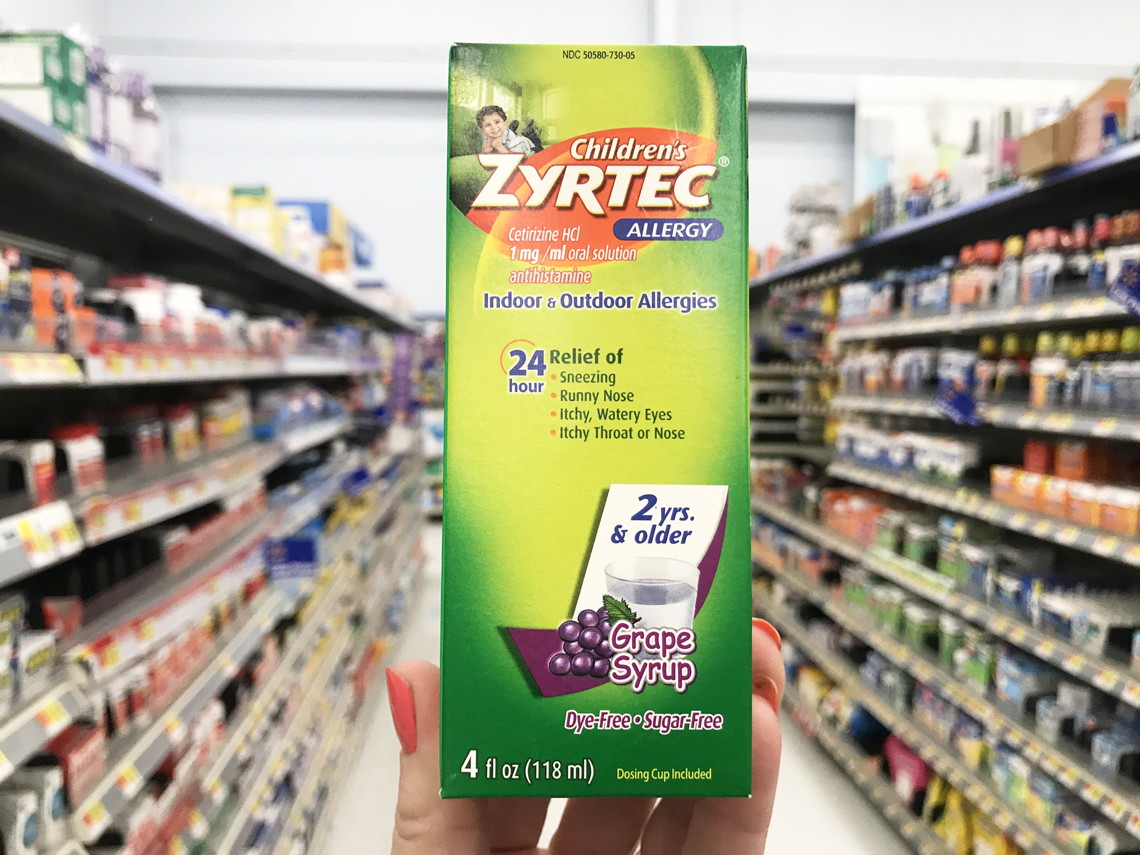 NDC 50580-730-05
Children's
ZYRTEC®
ALLERGY
Cetirizine HCl
1 mg /ml oral solution
antihistamine
Indoor & Outdoor Allergies
24 hour
Relief of
• Sneezing
• Runny Nose
• Itchy, Watery Eyes
• Itchy Throat or Nose
2 yrs.
& older
Grape
Syrup
Dye-Free • Sugar-Free
4 fl oz (118 ml)
Dosing Cup Included